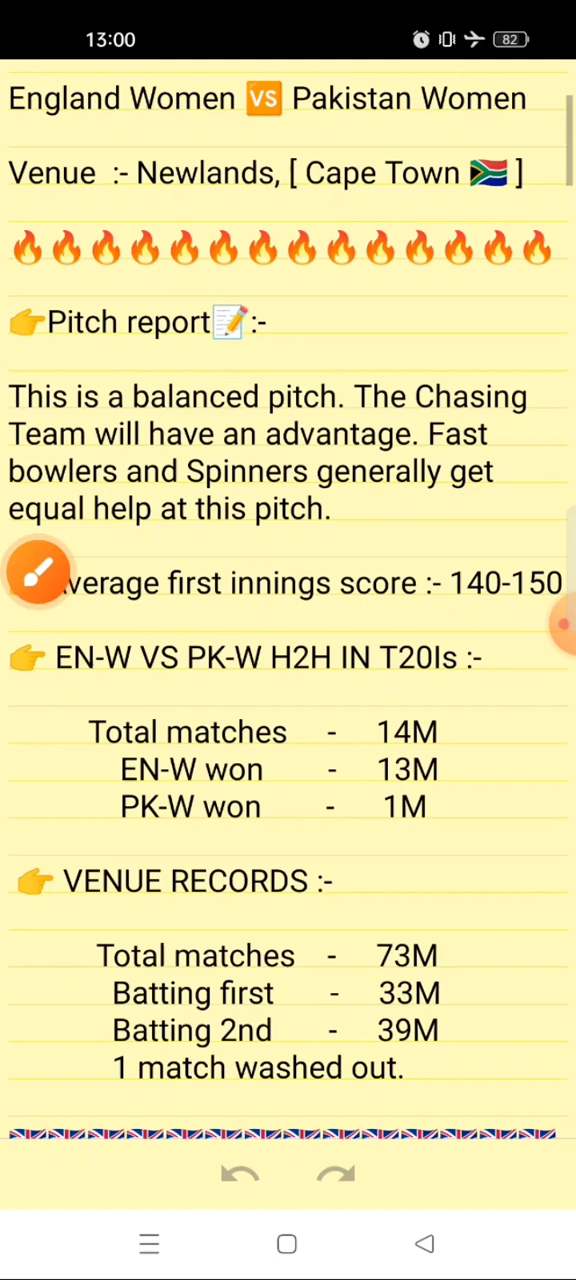 13:00
82
England Women 🆚 Pakistan Women
Venue :- Newlands, [ Cape Town 🇿🇦 ]
🔥🔥🔥🔥🔥🔥🔥🔥🔥🔥🔥🔥🔥🔥
👉Pitch report📝:-
This is a balanced pitch. The Chasing
Team will have an advantage. Fast
bowlers and Spinners generally get
equal help at this pitch.
verage first innings score :- 140-150
👉 EN-W VS PK-W H2H IN T20Is :-
Total matches - 14M
EN-W won - 13M
PK-W won - 1M
👉 VENUE RECORDS :-
Total matches - 73M
Batting first - 33M
Batting 2nd - 39M
1 match washed out.